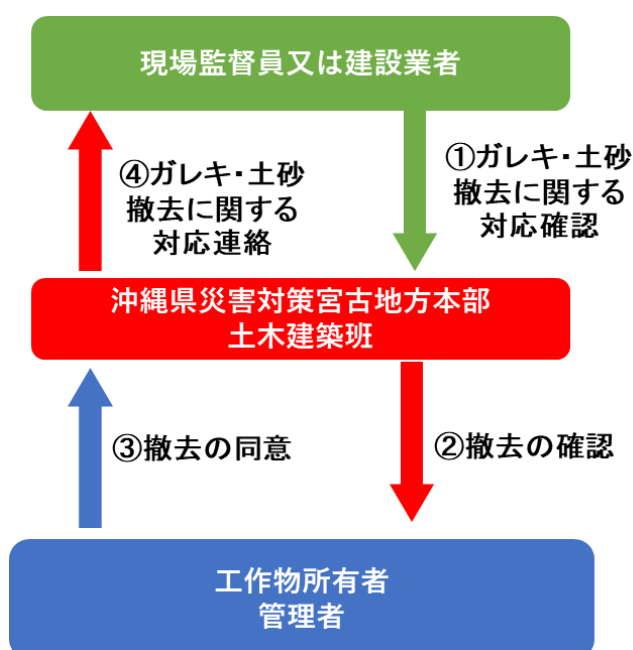 現場監督員又は建設業者
④ガレキ・土砂
撤去に関する
対応連絡
①ガレキ・土砂
撤去に関する
対応確認
沖縄県災害対策宮古地方本部
土木建築班
③撤去の同意
②撤去の確認
工作物所有者
管理者